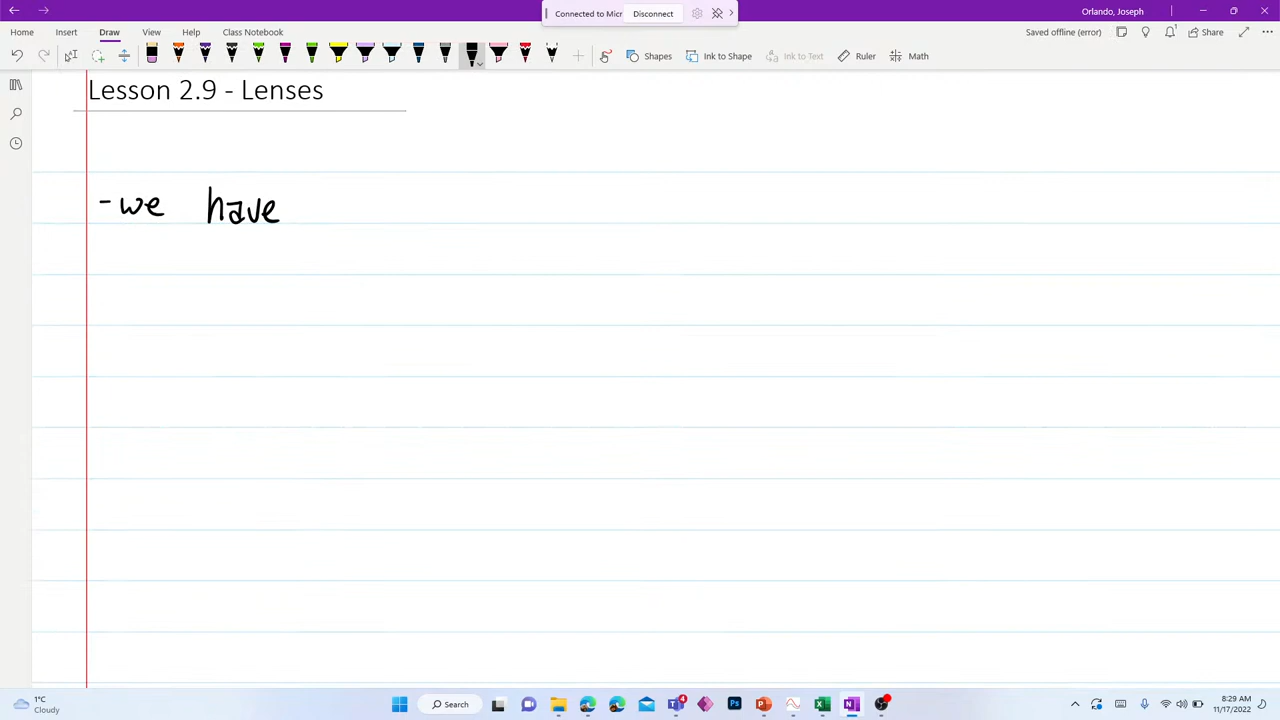 Orlando, Joseph
Connected to Micr
Disconnect
Home
Insert
Draw
View
Help
Class Notebook
Saved offline (error)
Share
Shapes
Ink to Shape
Ink to Text
Ruler
Math
Lesson 2.9 - Lenses
- we have
1°C
Cloudy
Search
4
8:29 AM
11/17/2022